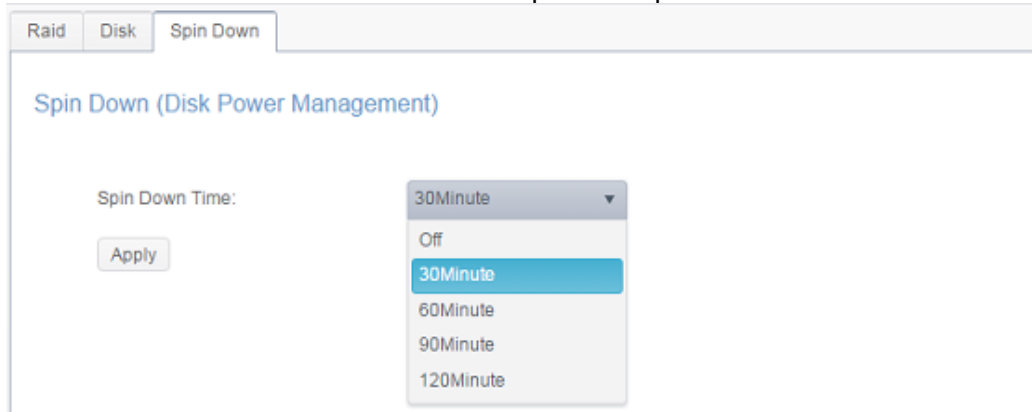 Raid Disk Spin Down
Spin Down (Disk Power Management)
Spin Down Time: 30Minute
Apply
Off
30Minute
60Minute
90Minute
120Minute